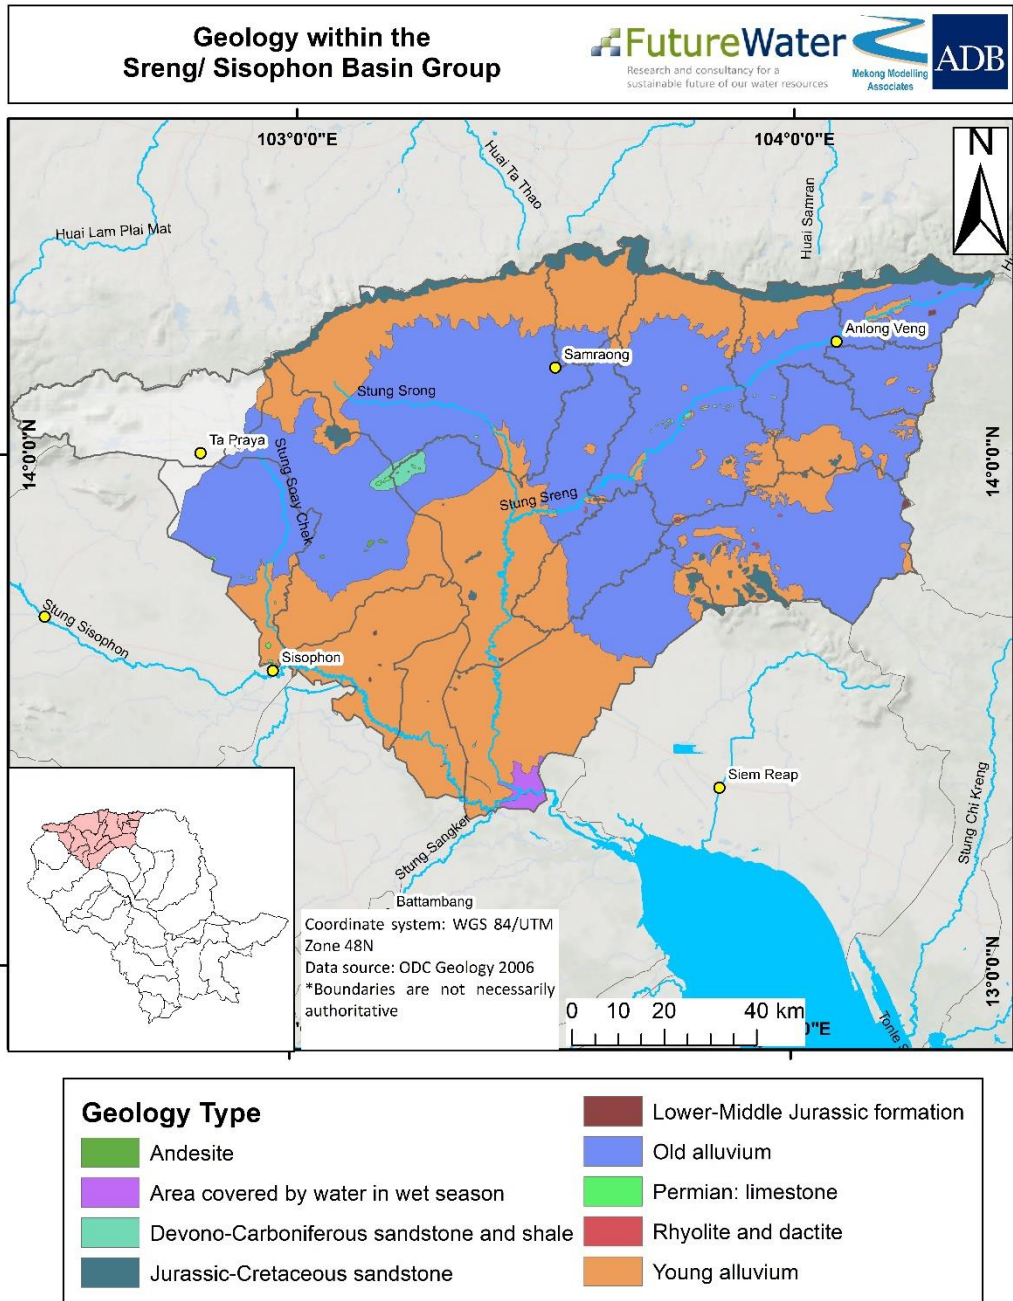 Geology within the
Sreng/ Sisophon Basin Group
FutureWater
Research and consultancy for a
sustainable future of our water resources
Mekong Modelling
Associates
ADB
103°0'0"E
104°0'0"E
N
Huai Ta Thao
Huai Samran
Huai Lam Plai Mat
Anlong Veng
Samraong
Stung Srong
14°0'0"N
Ta Praya
14°0'0"N
Stung Soay Chek
Stung Sreng
Stung Sisophon
Sisophon
Siem Reap
Stung Chi Kreng
Stung Sangker
Battambang
Coordinate system: WGS 84/UTM
Zone 48N
Data source: ODC Geology 2006
*Boundaries are not necessarily
authoritative
13°0'0"N
0 10 20 40 km
0"E
Tonle S
Geology Type
Andesite
Area covered by water in wet season
Devono-Carboniferous sandstone and shale
Jurassic-Cretaceous sandstone
Lower-Middle Jurassic formation
Old alluvium
Permian: limestone
Rhyolite and dactite
Young alluvium